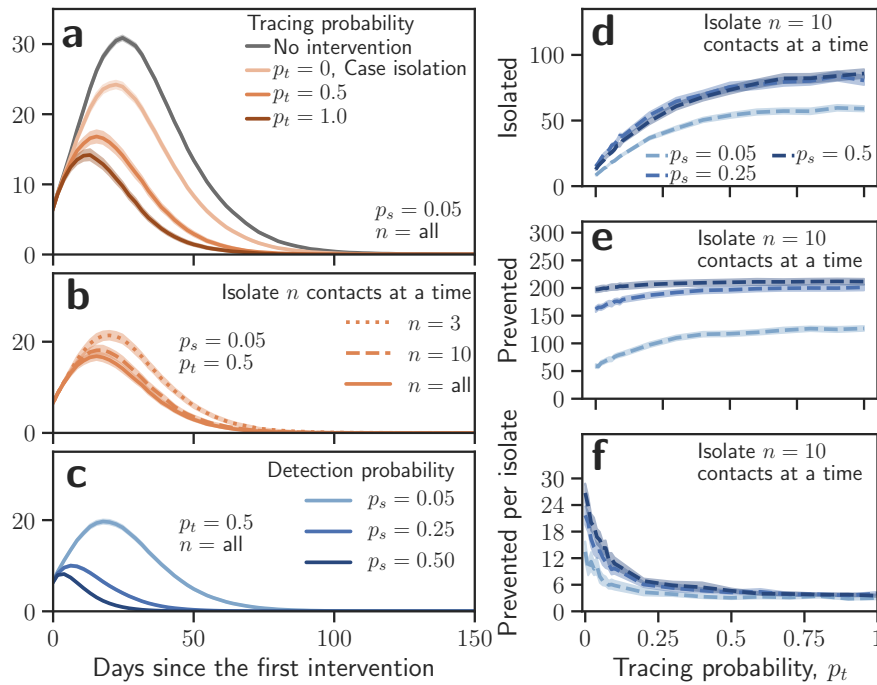 a
Tracing probability
No intervention
p_t = 0, Case isolation
p_t = 0.5
p_t = 1.0
p_s = 0.05
n = all
30
20
10
0
b
Isolate n contacts at a time
p_s = 0.05
p_t = 0.5
n = 3
n = 10
n = all
20
0
c
Detection probability
p_t = 0.5
n = all
p_s = 0.05
p_s = 0.25
p_s = 0.50
20
0
0
50
100
150
Days since the first intervention
d
Isolate n = 10
contacts at a time
Isolated
100
50
0
p_s = 0.05
p_s = 0.5
p_s = 0.25
e
Isolate n = 10
contacts at a time
Prevented
300
250
200
150
100
50
0
f
Isolate n = 10
contacts at a time
Prevented per isolate
30
24
18
12
6
0
0
0.25
0.5
0.75
1
Tracing probability, p_t